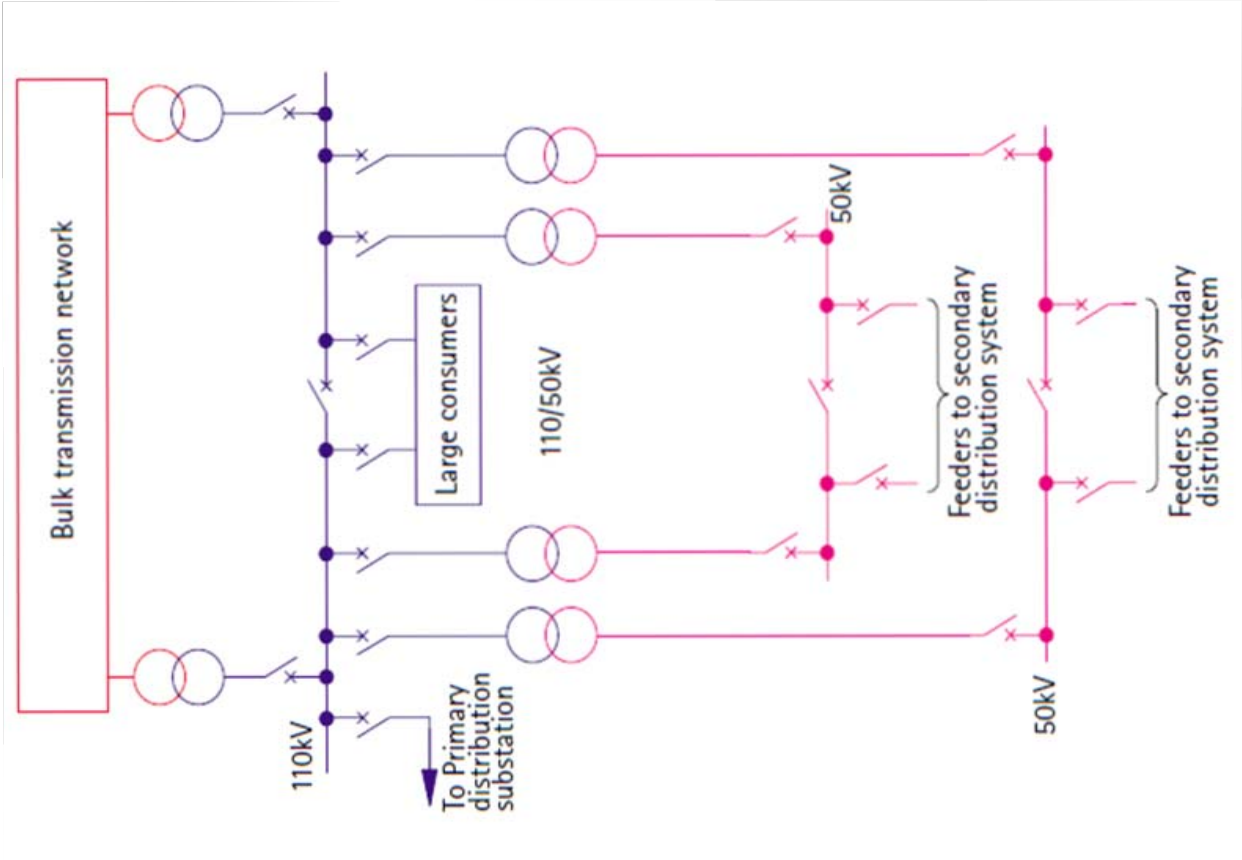 Bulk transmission network
110kV
To Primary
distribution
substation
Large consumers
110/50kV
50kV
Feeders to secondary
distribution system
50kV
Feeders to secondary
distribution system